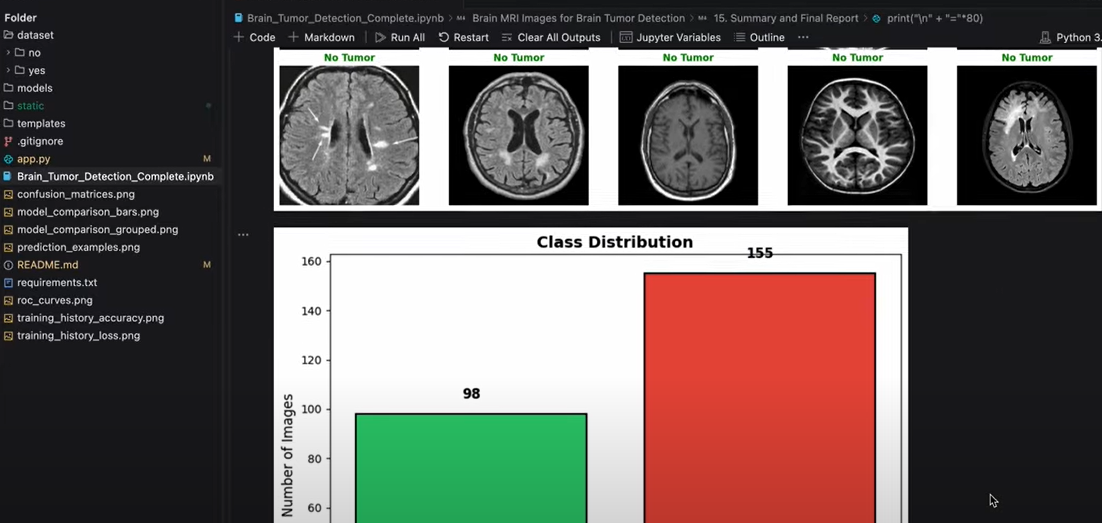 Folder
dataset
no
yes
models
static
templates
.gitignore
app.py M
Brain_Tumor_Detection_Complete.ipynb
confusion_matrices.png
model_comparison_bars.png
model_comparison_grouped.png
prediction_examples.png
README.md M
requirements.txt
roc_curves.png
training_history_accuracy.png
training_history_loss.png
Brain_Tumor_Detection_Complete.ipynb > M↓ Brain MRI Images for Brain Tumor Detection > M↓ 15. Summary and Final Report > print("\n" + "="*80)
+ Code + Markdown Run All Restart Clear All Outputs Jupyter Variables Outline ··· Python 3.
No Tumor No Tumor No Tumor No Tumor No Tumor
...
Class Distribution
155
160
140
120
98
100
80
60
Number of Images